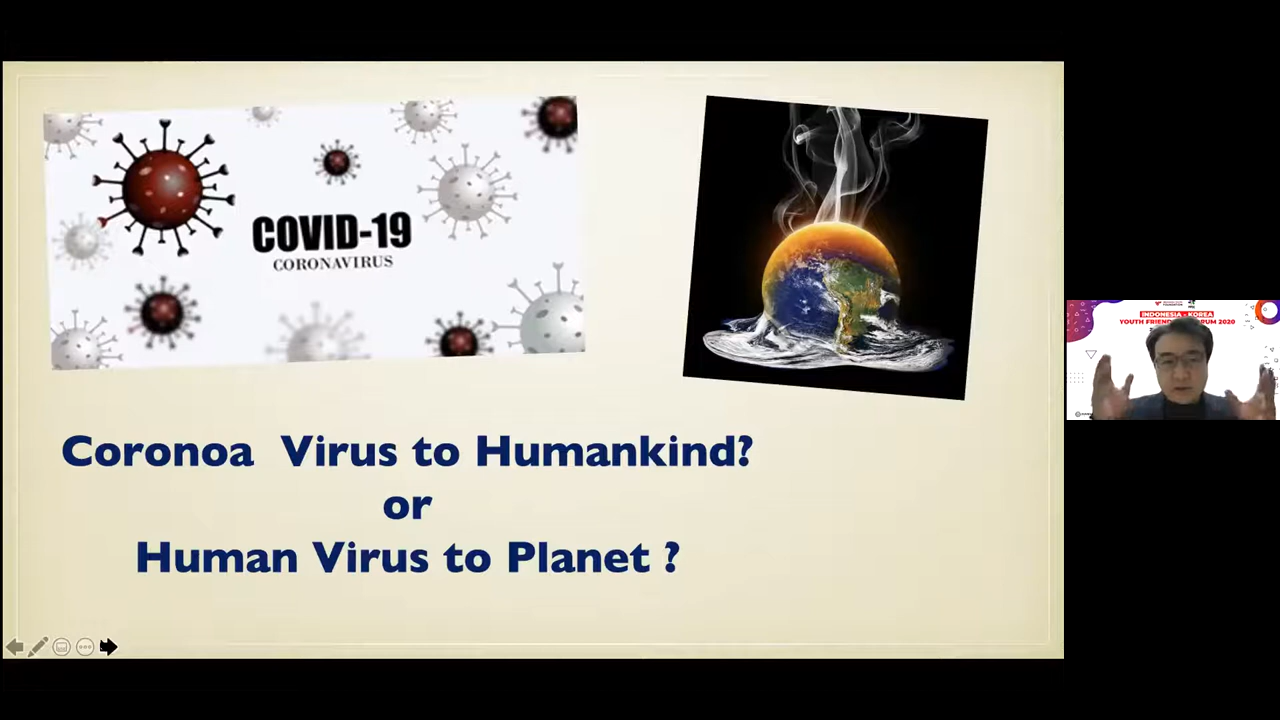 COVID-19
CORONAVIRUS
Coronoa Virus to Humankind?
or
Human Virus to Planet ?
INDONESIA - KOREA
YOUTH FRIEND
RUM 2020